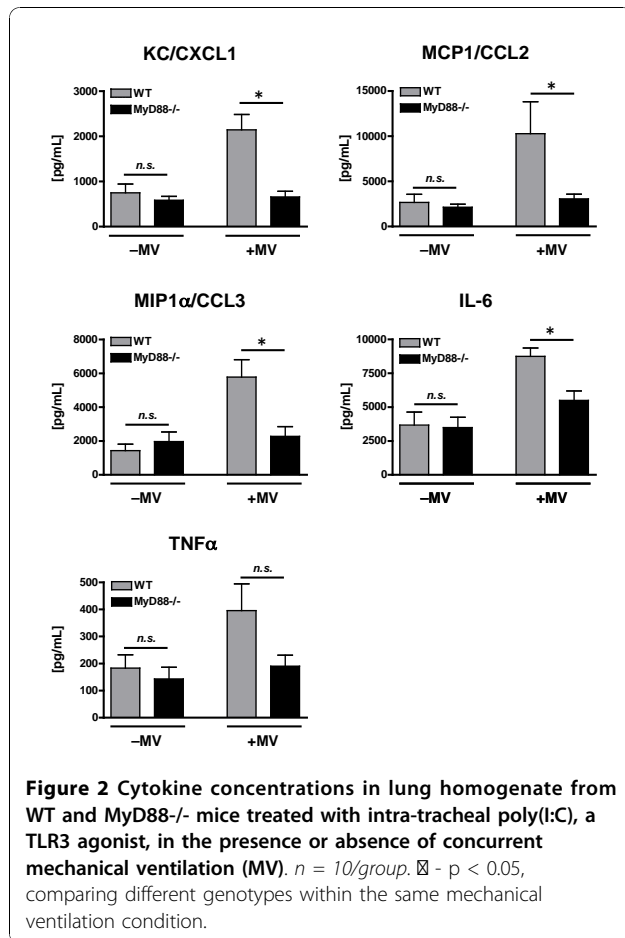 KC/CXCL1
3000
2000
1000
0
[pg/mL]
WT
MyD88-/-
n.s.
*
–MV
+MV
MCP1/CCL2
15000
10000
5000
0
[pg/mL]
WT
MyD88-/-
n.s.
*
–MV
+MV
MIP1α/CCL3
8000
6000
4000
2000
0
[pg/mL]
WT
MyD88-/-
n.s.
*
–MV
+MV
IL-6
10000
7500
5000
2500
0
[pg/mL]
WT
MyD88-/-
n.s.
*
–MV
+MV
TNFα
500
400
300
200
100
0
[pg/mL]
WT
MyD88-/-
n.s.
n.s.
–MV
+MV
Figure 2 Cytokine concentrations in lung homogenate from
WT and MyD88-/- mice treated with intra-tracheal poly(I:C), a
TLR3 agonist, in the presence or absence of concurrent
mechanical ventilation (MV). n = 10/group. - p < 0.05,
comparing different genotypes within the same mechanical
ventilation condition.